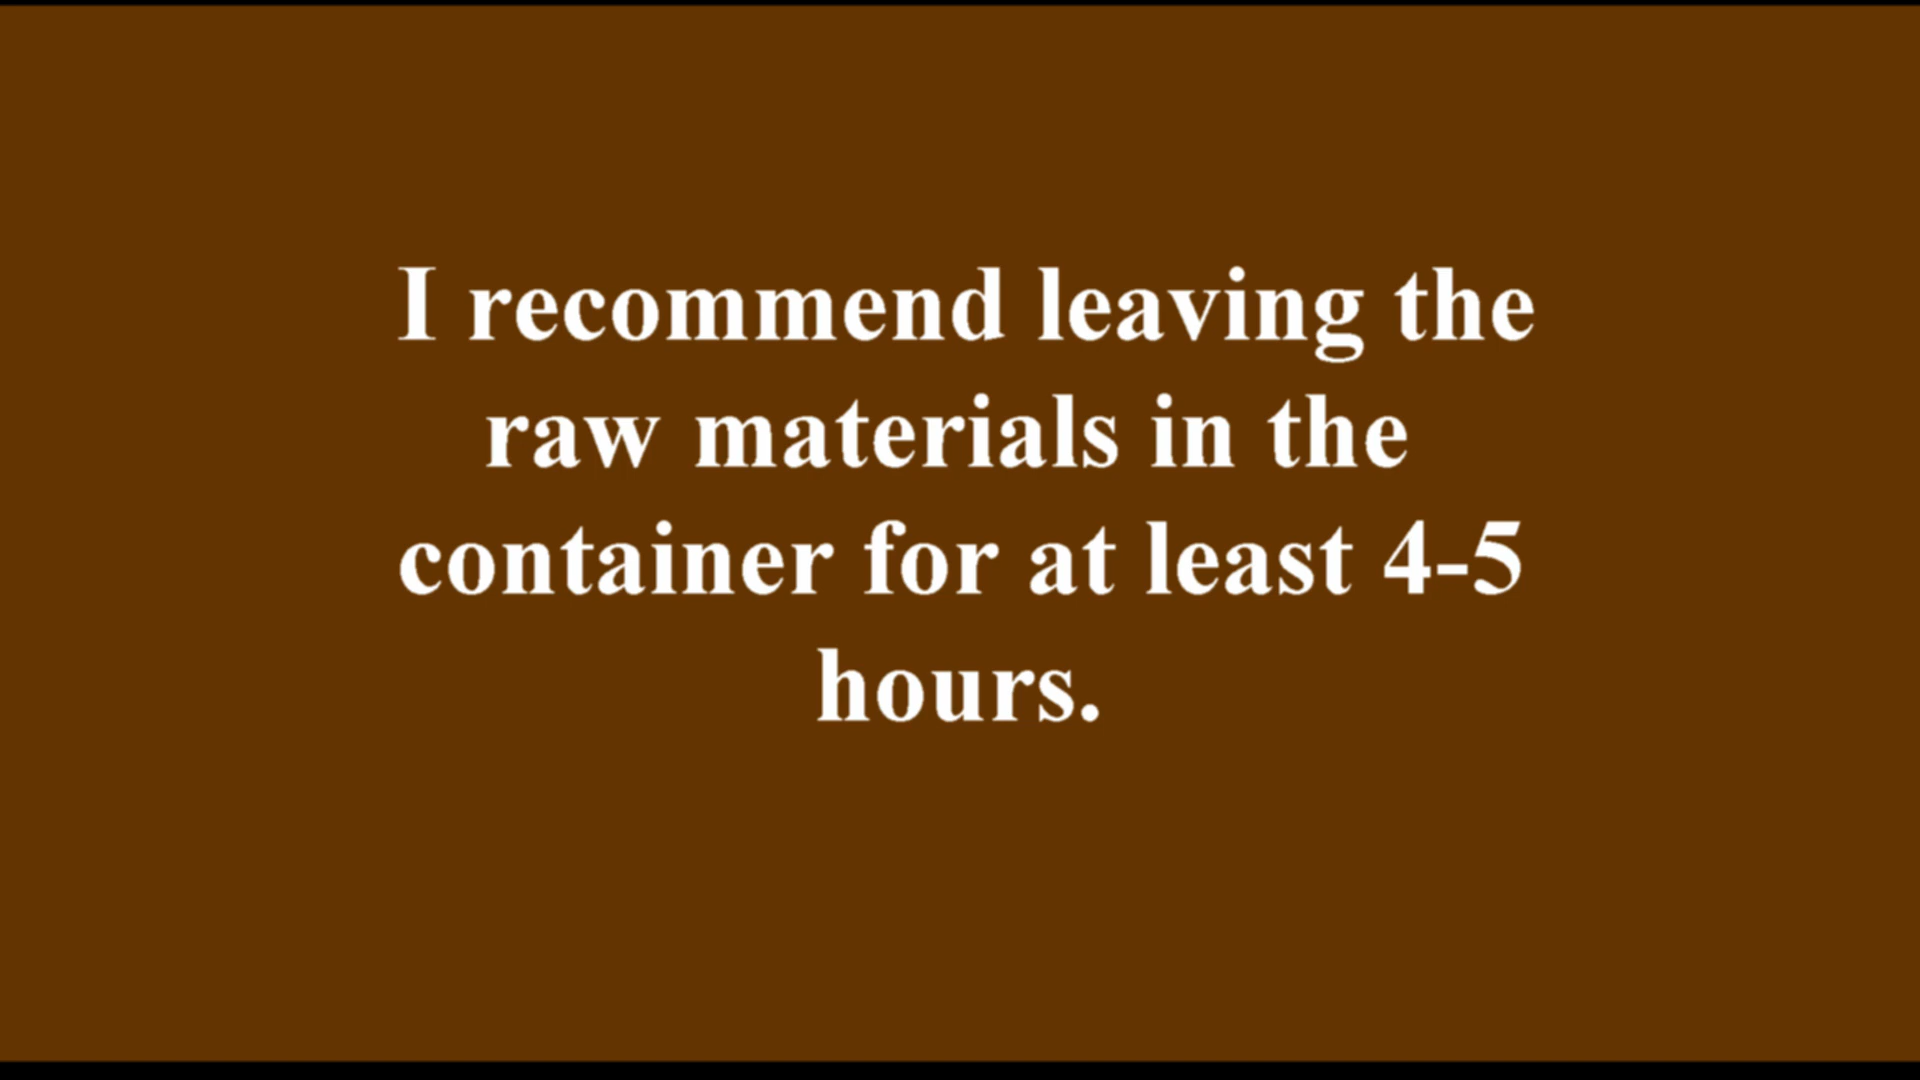 I recommend leaving the
raw materials in the
container for at least 4-5
hours.